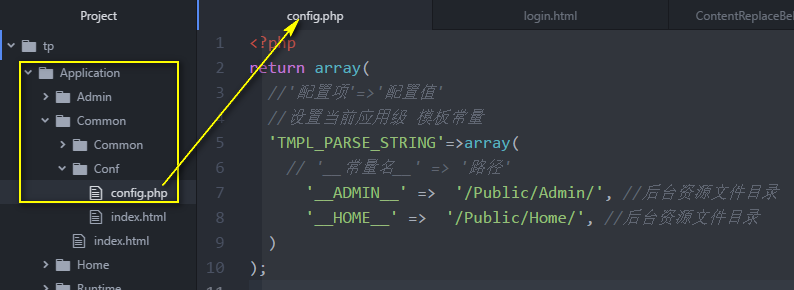 Project
config.php
login.html
ContentReplaceBeh
tp
Application
Admin
Common
Common
Conf
config.php
index.html
index.html
Home
Runtime
1 <?php
2 return array(
3 //'配置项'=>'配置值'
4 //设置当前应用级 模板常量
5 'TMPL_PARSE_STRING'=>array(
6 // '__常量名__' => '路径'
7 '__ADMIN__' => '/Public/Admin/', //后台资源文件目录
8 '__HOME__' => '/Public/Home/', //后台资源文件目录
9 )
10 );